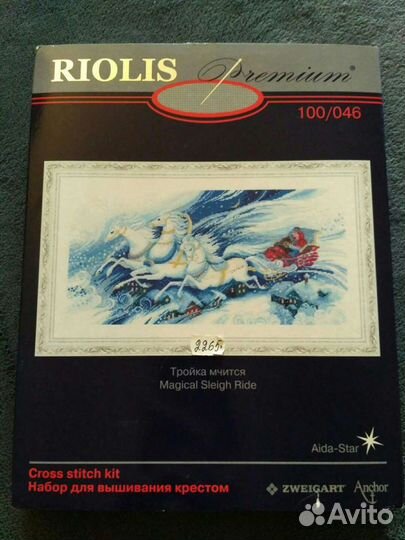 RIOLIS Premium®
100/046
2265
Тройка мчится
Magical Sleigh Ride
Aida-Star
Cross stitch kit
Набор для вышивания крестом
ZWEIGART Anchor
Avito